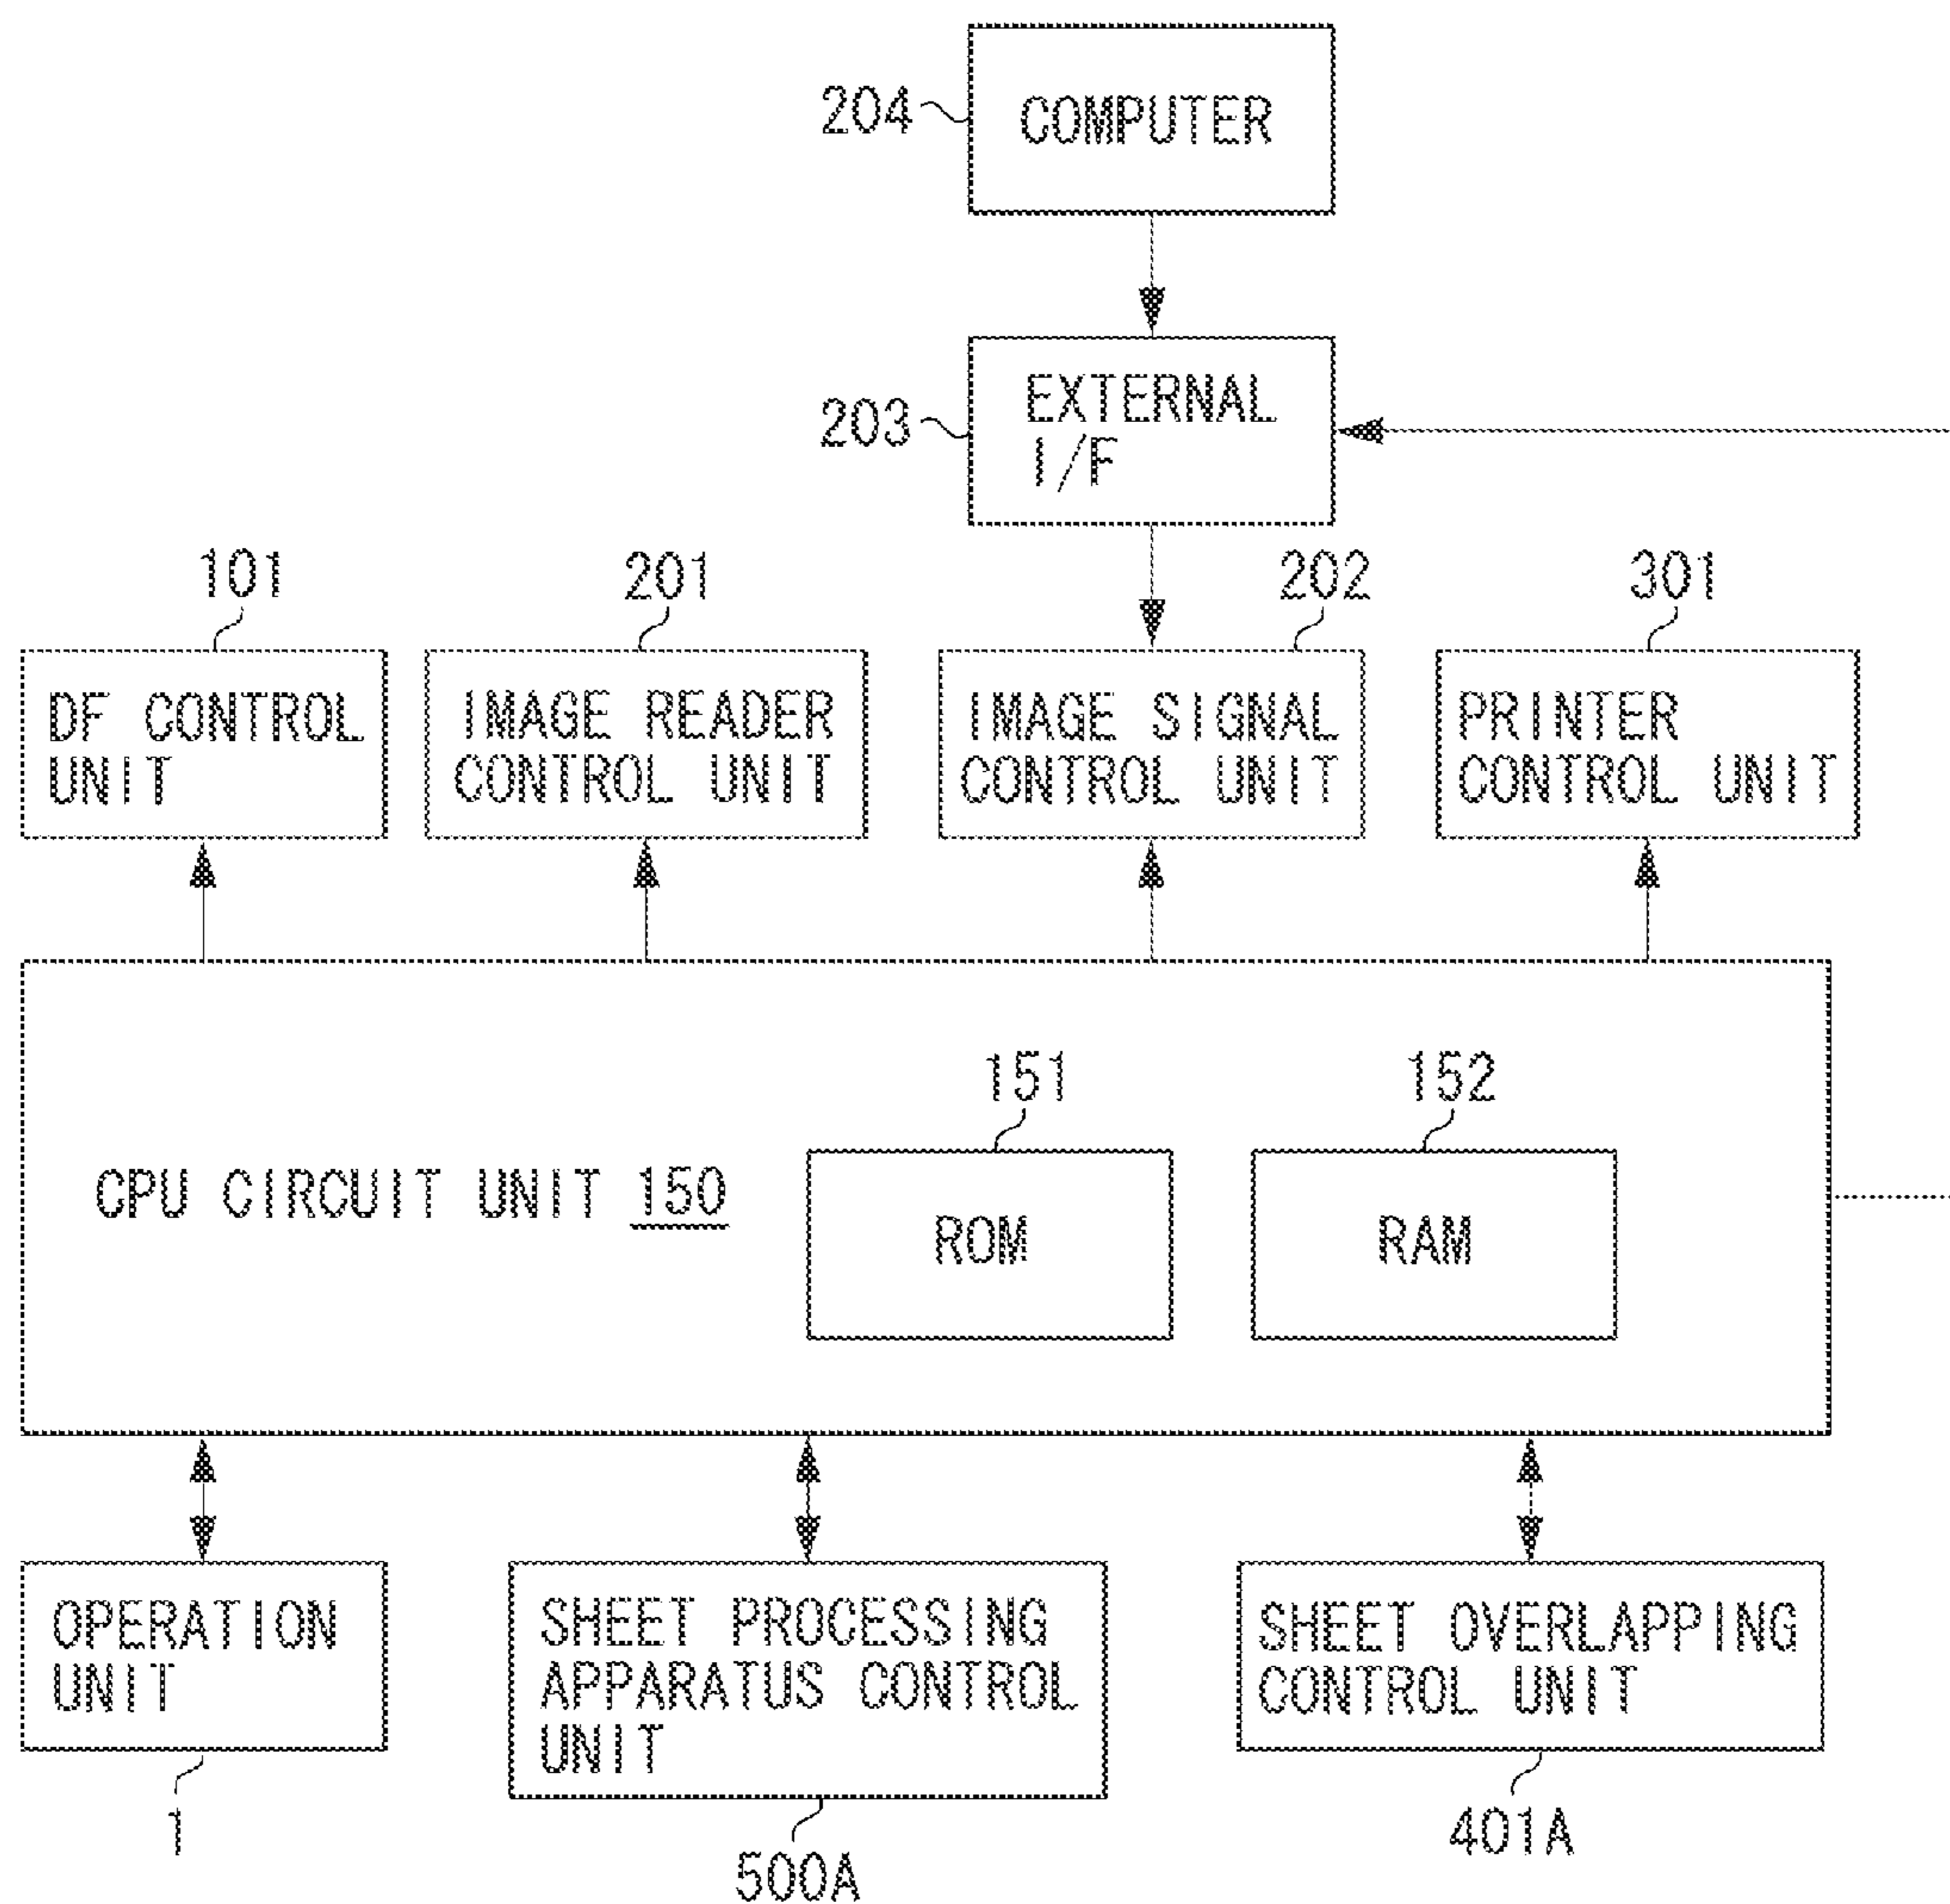 204
COMPUTER
203
EXTERNAL
I/F
101
201
202
301
DF CONTROL
UNIT
IMAGE READER
CONTROL UNIT
IMAGE SIGNAL
CONTROL UNIT
PRINTER
CONTROL UNIT
151
152
CPU CIRCUIT UNIT 150
ROM
RAM
OPERATION
UNIT
SHEET PROCESSING
APPARATUS CONTROL
UNIT
SHEET OVERLAPPING
CONTROL UNIT
1
500A
401A